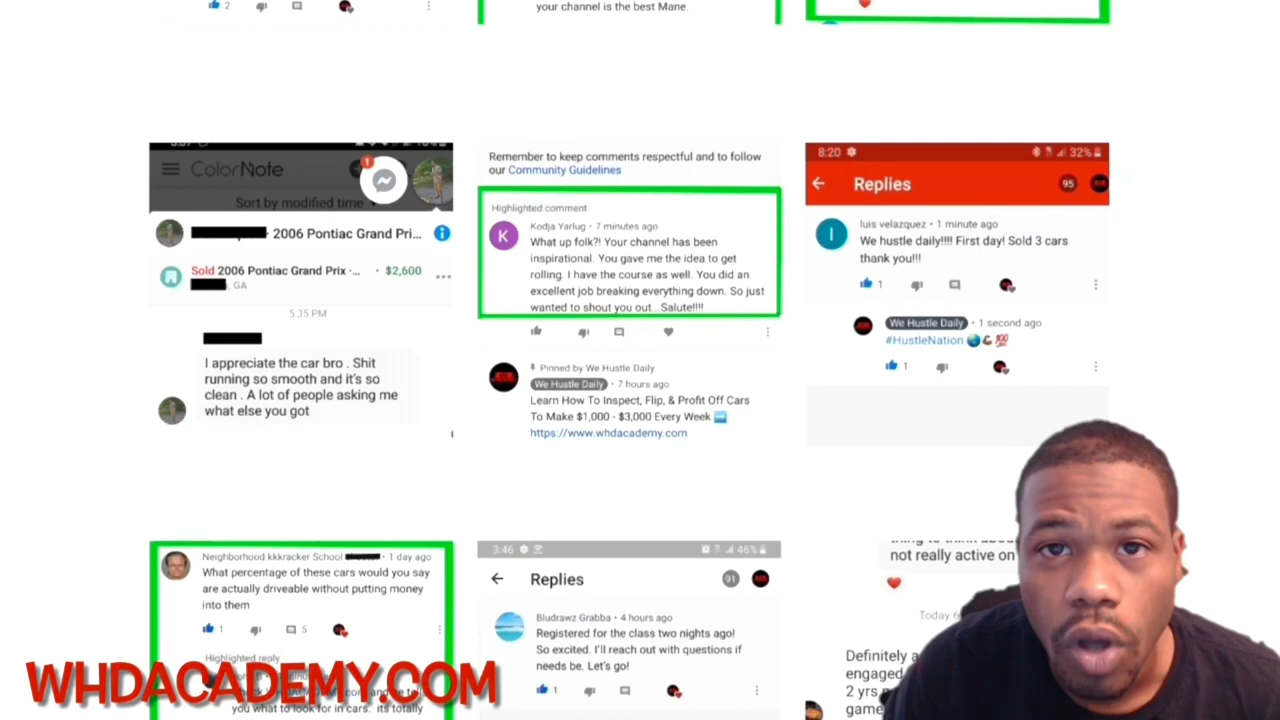 2
your channel is the best Mane.
ColorNote
1
Sort by modified time
2006 Pontiac Grand Pri...
Sold 2006 Pontiac Grand Prix ·... · $2,600
, GA
5:35 PM
I appreciate the car bro . Shit
running so smooth and it's so
clean . A lot of people asking me
what else you got
Remember to keep comments respectful and to follow
our Community Guidelines
Highlighted comment
K
Kodja Yarlug • 7 minutes ago
What up folk?! Your channel has been
inspirational. You gave me the idea to get
rolling. I have the course as well. You did an
excellent job breaking everything down. So just
wanted to shout you out...Salute!!!!
Pinned by We Hustle Daily
We Hustle Daily • 7 hours ago
Learn How To Inspect, Flip, & Profit Off Cars
To Make $1,000 - $3,000 Every Week ➡️
https://www.whdacademy.com
8:20 32%
Replies 95
luis velazquez • 1 minute ago
We hustle daily!!!! First day! Sold 3 cars
thank you!!!
1
We Hustle Daily • 1 second ago
#HustleNation 🌏💪🏾💯
1
Neighborhood kkkracker School • 1 day ago
What percentage of these cars would you say
are actually driveable without putting money
into them
1 5
Highlighted reply
you what to look for in cars. its totally
WHDACADEMY.COM
3:46 46%
Replies 91
Bludrawz Grabba • 4 hours ago
Registered for the class two nights ago!
So excited. I'll reach out with questions if
needs be. Let's go!
1
not really active on
Today
Definitely
engaged
2 yrs
game